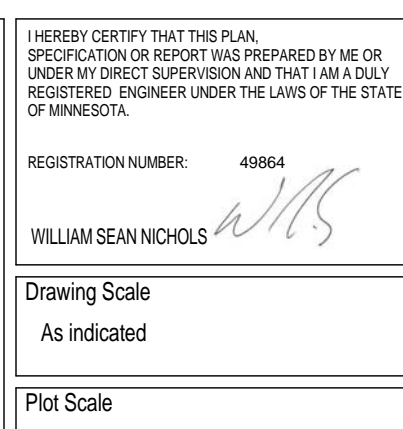 I HEREBY CERTIFY THAT THIS PLAN,
SPECIFICATION OR REPORT WAS PREPARED BY ME OR
UNDER MY DIRECT SUPERVISION AND THAT I AM A DULY
REGISTERED ENGINEER UNDER THE LAWS OF THE STATE
OF MINNESOTA.
REGISTRATION NUMBER: 49864
WILLIAM SEAN NICHOLS
Drawing Scale
As indicated
Plot Scale